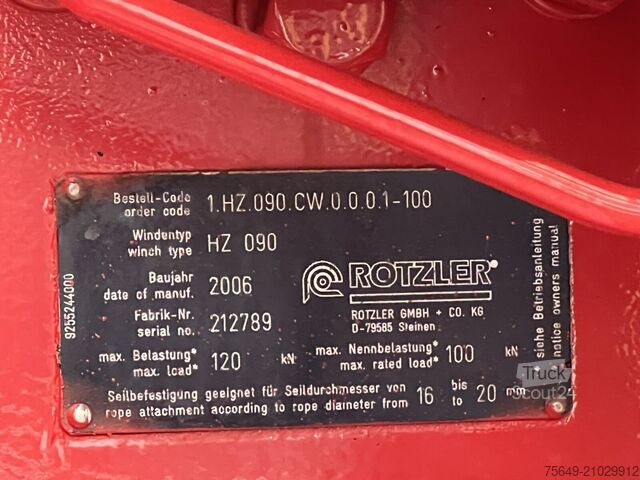 Bestell-Code
order code 1.HZ.090.CW.0.0.0.1-100
Windentyp
winch type HZ 090
Baujahr
date of manuf. 2006
Fabrik-Nr.
serial no. 212789
ROTZLER
ROTZLER GMBH + CO. KG
D-79585 Steinen
max. Belastung* 120 kN
max. load*
max. Nennbelastung* 100 kN
max. rated load*
Seilbefestigung geeignet für Seildurchmesser von 16 bis 20 mm
rope attachment according to rope diameter from to
9255244000
siehe Betriebsanleitung
notice owners manual
Truck
Scout24
75649-21029912